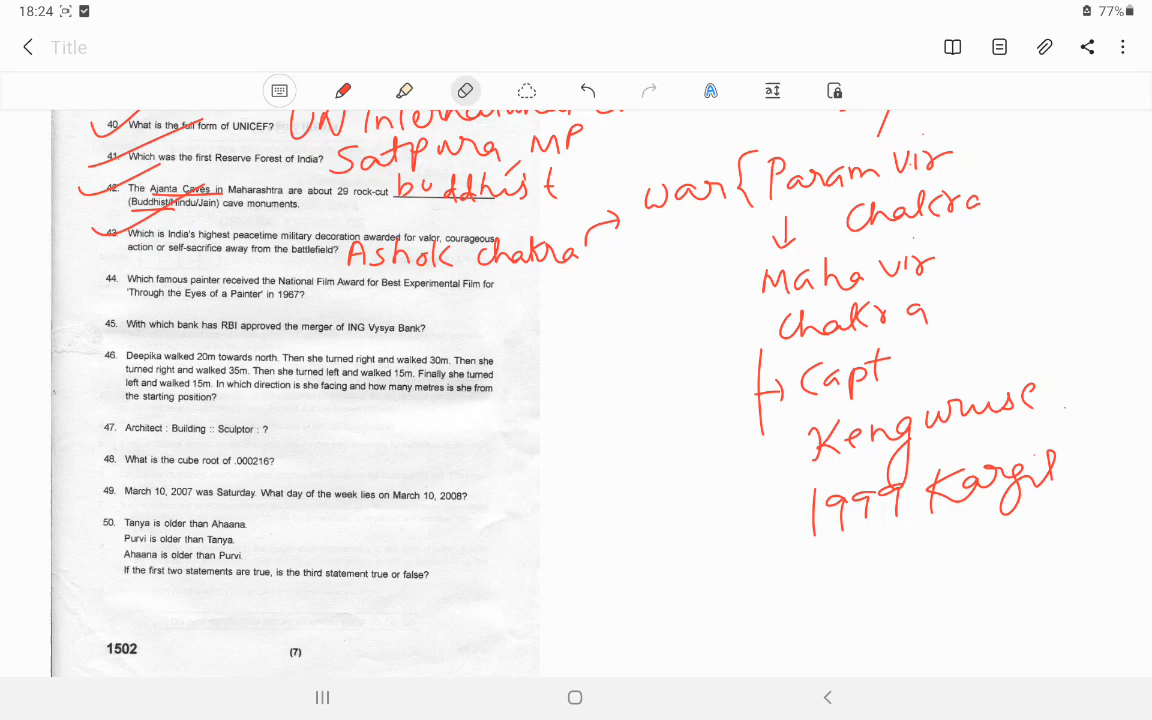 18:24
77%
Title
40. What is the full form of UNICEF? UN
41. Which was the first Reserve Forest of India? Satpura, MP
42. The Ajanta Caves in Maharashtra are about 29 rock-cut buddhist
(Buddhist/Hindu/Jain) cave monuments.
43. Which is India's highest peacetime military decoration awarded for valor, courageous
action or self-sacrifice away from the battlefield? Ashok chakra
44. Which famous painter received the National Film Award for Best Experimental Film for
'Through the Eyes of a Painter' in 1967?
45. With which bank has RBI approved the merger of ING Vysya Bank?
46. Deepika walked 20m towards north. Then she turned right and walked 30m. Then she
turned right and walked 35m. Then she turned left and walked 15m. Finally she turned
left and walked 15m. In which direction is she facing and how many metres is she from
the starting position?
47. Architect : Building :: Sculptor : ?
48. What is the cube root of .000216?
49. March 10, 2007 was Saturday. What day of the week lies on March 10, 2008?
50. Tanya is older than Ahaana.
Purvi is older than Tanya.
Ahaana is older than Purvi.
If the first two statements are true, is the third statement true or false?
1502
(7)
war { Param Vir
Chakra
Maha Vir
Chakra
Capt
Kenguruse
1999 Kargil